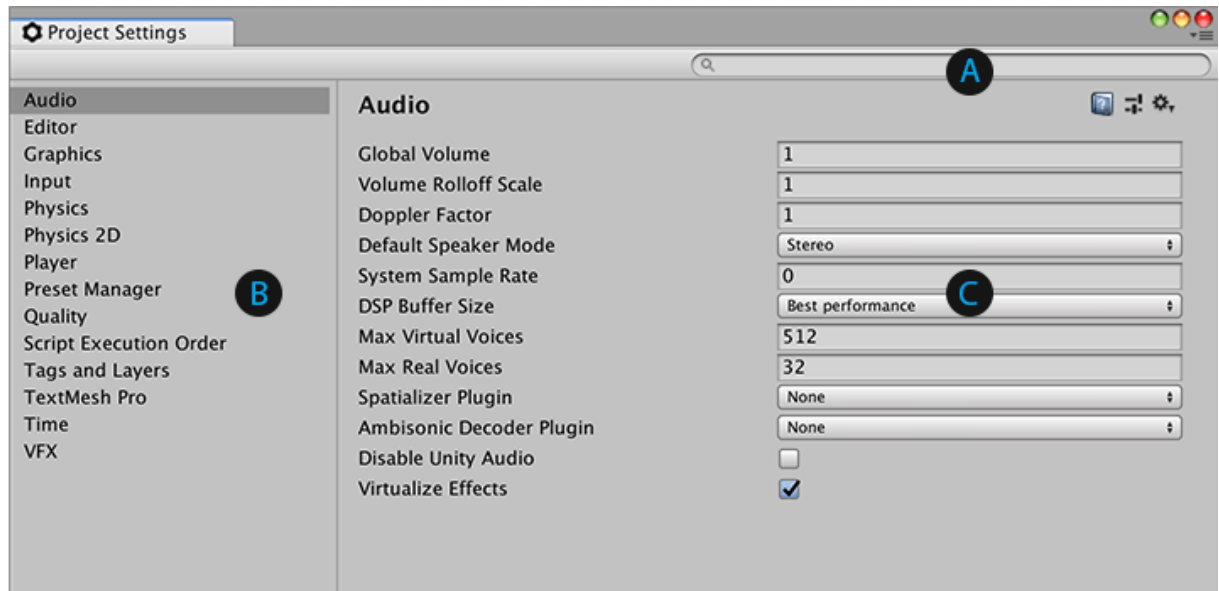 Project Settings
A
Audio
Editor
Graphics
Input
Physics
Physics 2D
Player
Preset Manager
Quality
Script Execution Order
Tags and Layers
TextMesh Pro
Time
VFX
B
Audio
?
Global Volume 1
Volume Rolloff Scale 1
Doppler Factor 1
Default Speaker Mode Stereo
System Sample Rate 0
DSP Buffer Size Best performance
C
Max Virtual Voices 512
Max Real Voices 32
Spatializer Plugin None
Ambisonic Decoder Plugin None
Disable Unity Audio
Virtualize Effects